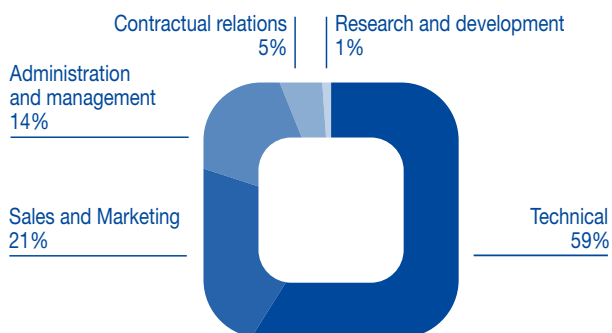 Contractual relations
5%
Research and development
1%
Administration
and management
14%
Sales and Marketing
21%
Technical
59%